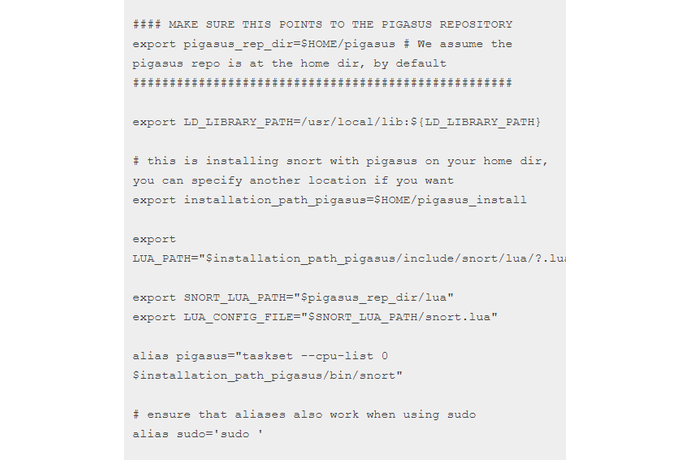 #### MAKE SURE THIS POINTS TO THE PIGASUS REPOSITORY
export pigasus_rep_dir=$HOME/pigasus # We assume the
pigasus repo is at the home dir, by default
####################################################
export LD_LIBRARY_PATH=/usr/local/lib:${LD_LIBRARY_PATH}
# this is installing snort with pigasus on your home dir,
you can specify another location if you want
export installation_path_pigasus=$HOME/pigasus_install
export
LUA_PATH="$installation_path_pigasus/include/snort/lua/?.lua
export SNORT_LUA_PATH="$pigasus_rep_dir/lua"
export LUA_CONFIG_FILE="$SNORT_LUA_PATH/snort.lua"
alias pigasus="taskset --cpu-list 0
$installation_path_pigasus/bin/snort"
# ensure that aliases also work when using sudo
alias sudo='sudo '